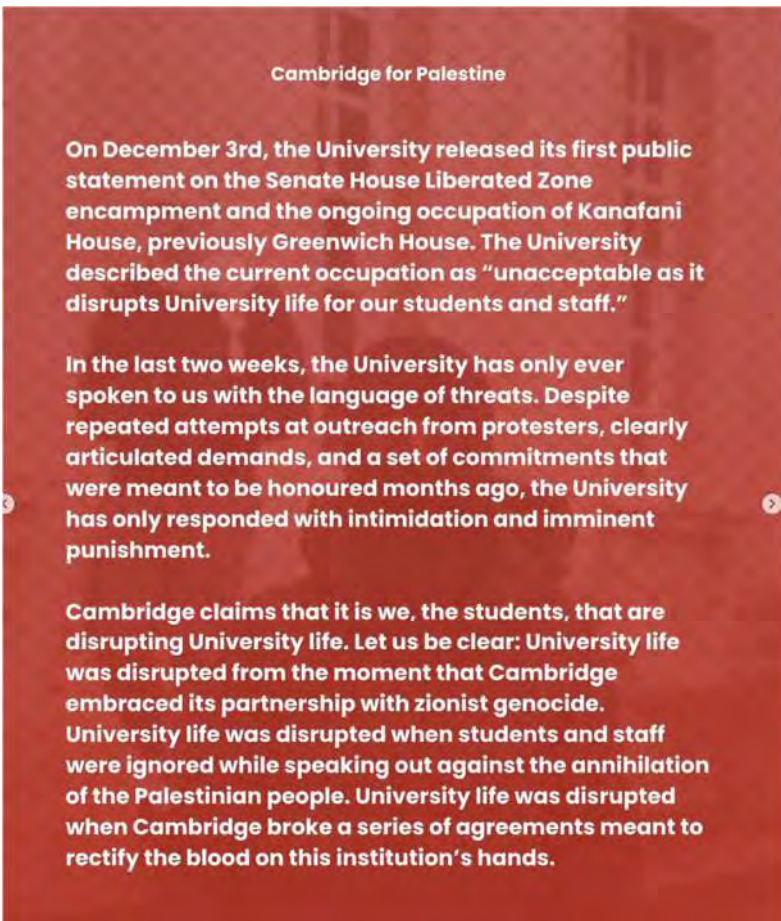 Cambridge for Palestine
On December 3rd, the University released its first public
statement on the Senate House Liberated Zone
encampment and the ongoing occupation of Kanafani
House, previously Greenwich House. The University
described the current occupation as “unacceptable as it
disrupts University life for our students and staff.”
In the last two weeks, the University has only ever
spoken to us with the language of threats. Despite
repeated attempts at outreach from protesters, clearly
articulated demands, and a set of commitments that
were meant to be honoured months ago, the University
has only responded with intimidation and imminent
punishment.
Cambridge claims that it is we, the students, that are
disrupting University life. Let us be clear: University life
was disrupted from the moment that Cambridge
embraced its partnership with zionist genocide.
University life was disrupted when students and staff
were ignored while speaking out against the annihilation
of the Palestinian people. University life was disrupted
when Cambridge broke a series of agreements meant to
rectify the blood on this institution’s hands.